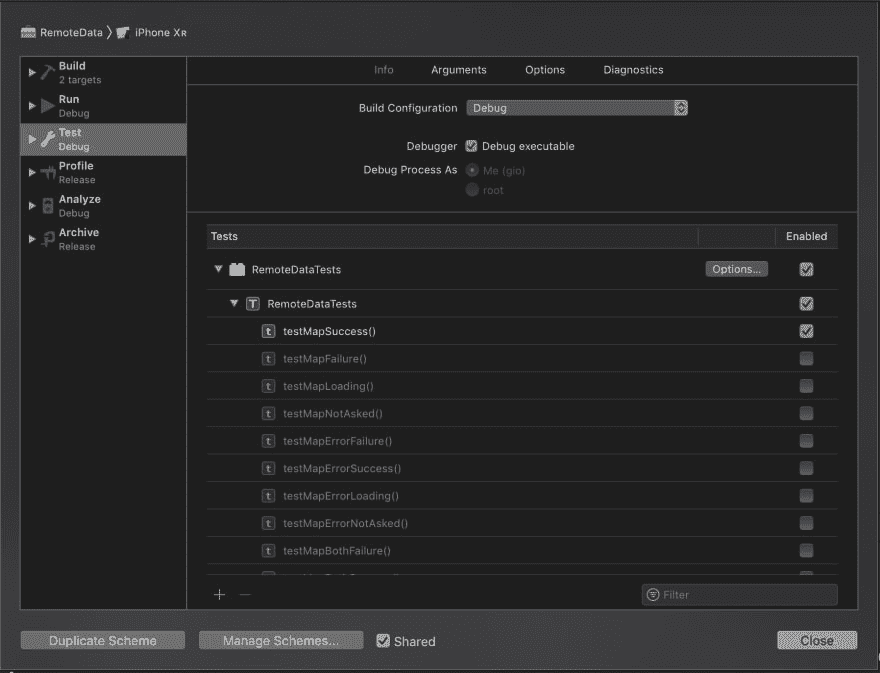 RemoteData iPhone XR
Build
2 targets
Run
Debug
Test
Debug
Profile
Release
Analyze
Debug
Archive
Release
Info Arguments Options Diagnostics
Build Configuration Debug
Debugger Debug executable
Debug Process As Me (gio)
root
Tests Enabled
RemoteDataTests Options...
T RemoteDataTests
t testMapSuccess()
t testMapFailure()
t testMapLoading()
t testMapNotAsked()
t testMapErrorFailure()
t testMapErrorSuccess()
t testMapErrorLoading()
t testMapErrorNotAsked()
t testMapBothFailure()
+ − Filter
Duplicate Scheme Manage Schemes... Shared Close